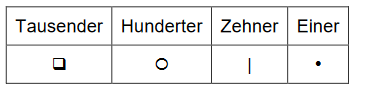 Tausender Hunderter Zehner Einer
❑ ○ | •